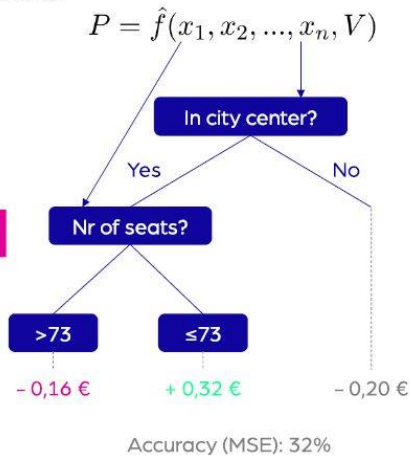 P = f̂(x₁, x₂, ..., xₙ, V)
In city center?
Yes No
Nr of seats?
>73 ≤73
- 0,16 € + 0,32 € - 0,20 €
Accuracy (MSE): 32%